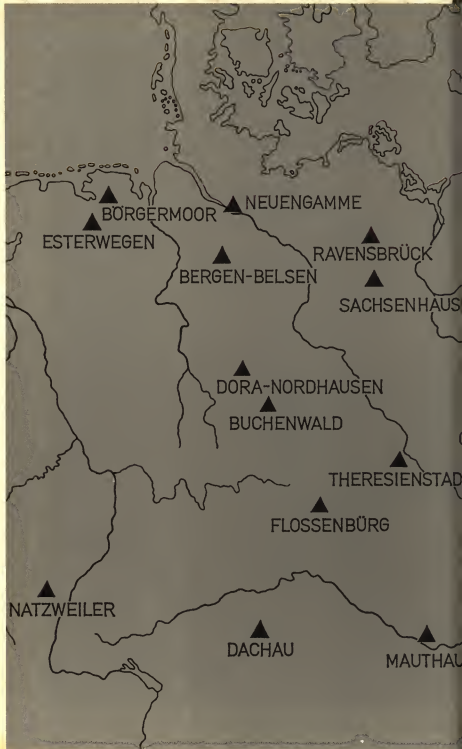 NEUENGAMME
BÖRGERMOOR
ESTERWEGEN
RAVENSBRÜCK
BERGEN-BELSEN
SACHSENHAUS
DORA-NORDHAUSEN
BUCHENWALD
THERESIENSTAD
FLOSSENBÜRG
NATZWEILER
DACHAU
MAUTHAU